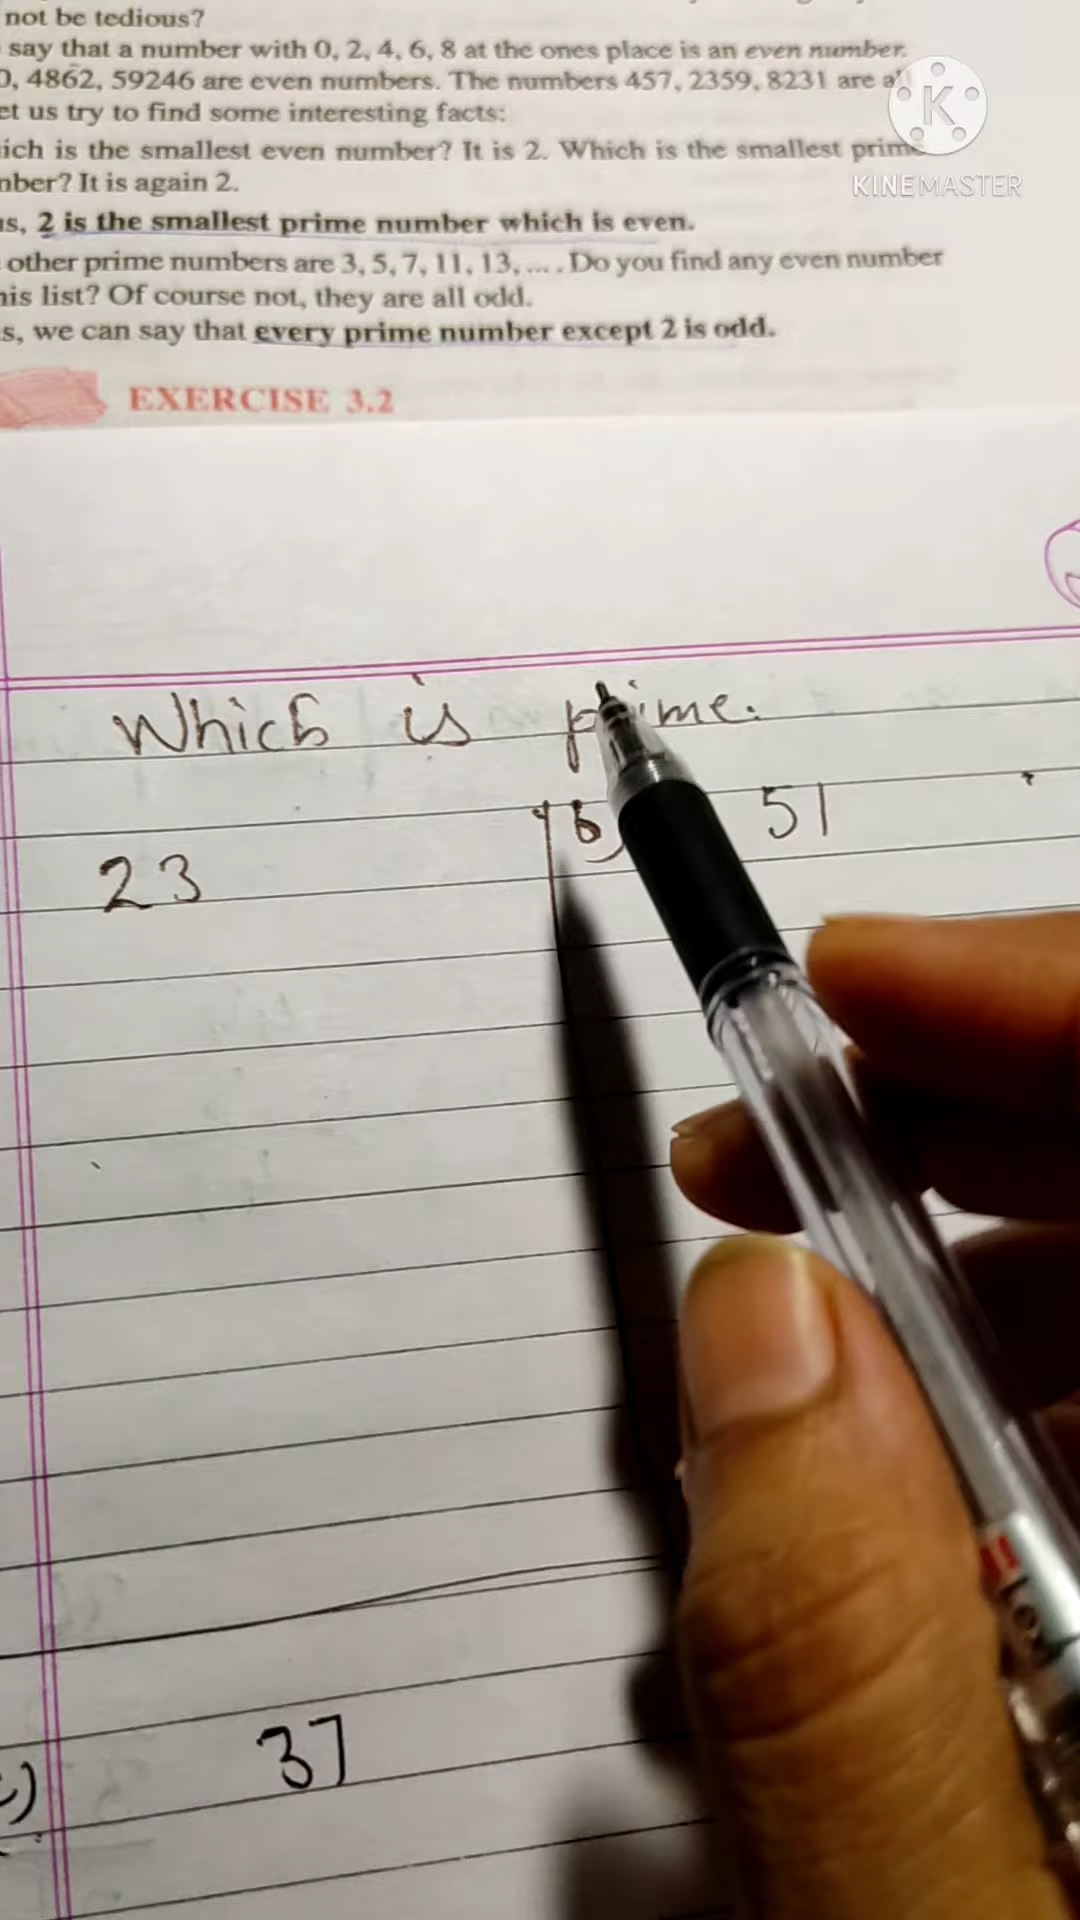 not be tedious?
say that a number with 0, 2, 4, 6, 8 at the ones place is an even number.
0, 4862, 59246 are even numbers. The numbers 457, 2359, 8231 are all
et us try to find some interesting facts:
ich is the smallest even number? It is 2. Which is the smallest prime
nber? It is again 2.
us, 2 is the smallest prime number which is even.
other prime numbers are 3, 5, 7, 11, 13, ... . Do you find any even number
his list? Of course not, they are all odd.
s, we can say that every prime number except 2 is odd.
K
KINEMASTER
EXERCISE 3.2
Which is prime.
b) 51
23
37